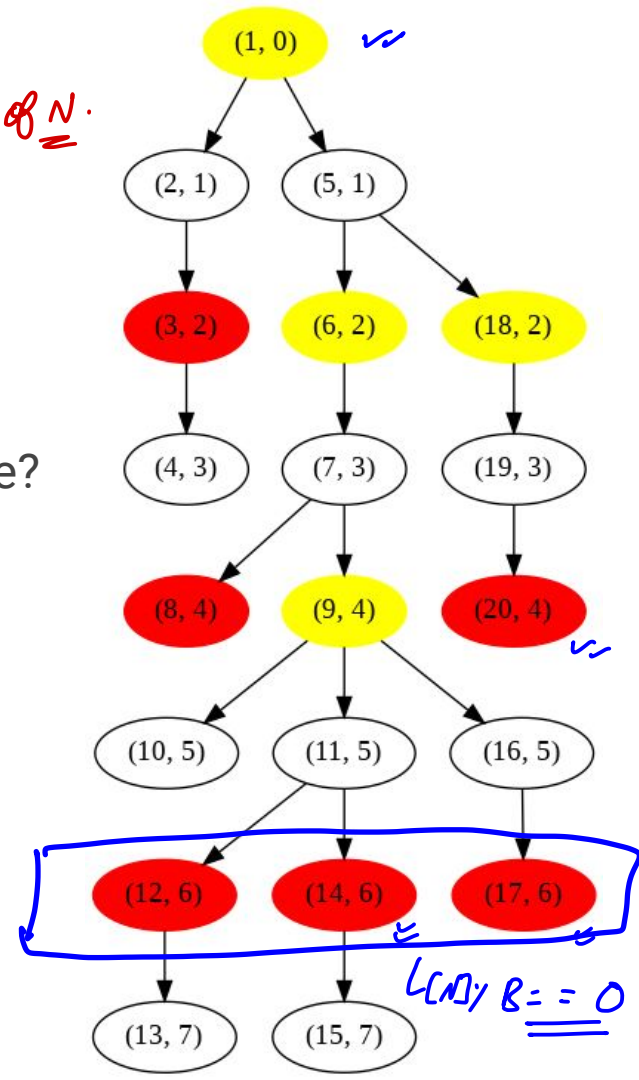 (1, 0)
of N.
(2, 1) (5, 1)
(3, 2) (6, 2) (18, 2)
e?
(4, 3) (7, 3) (19, 3)
(8, 4) (9, 4) (20, 4)
(10, 5) (11, 5) (16, 5)
(12, 6) (14, 6) (17, 6)
L[N]% B == 0
(13, 7) (15, 7)